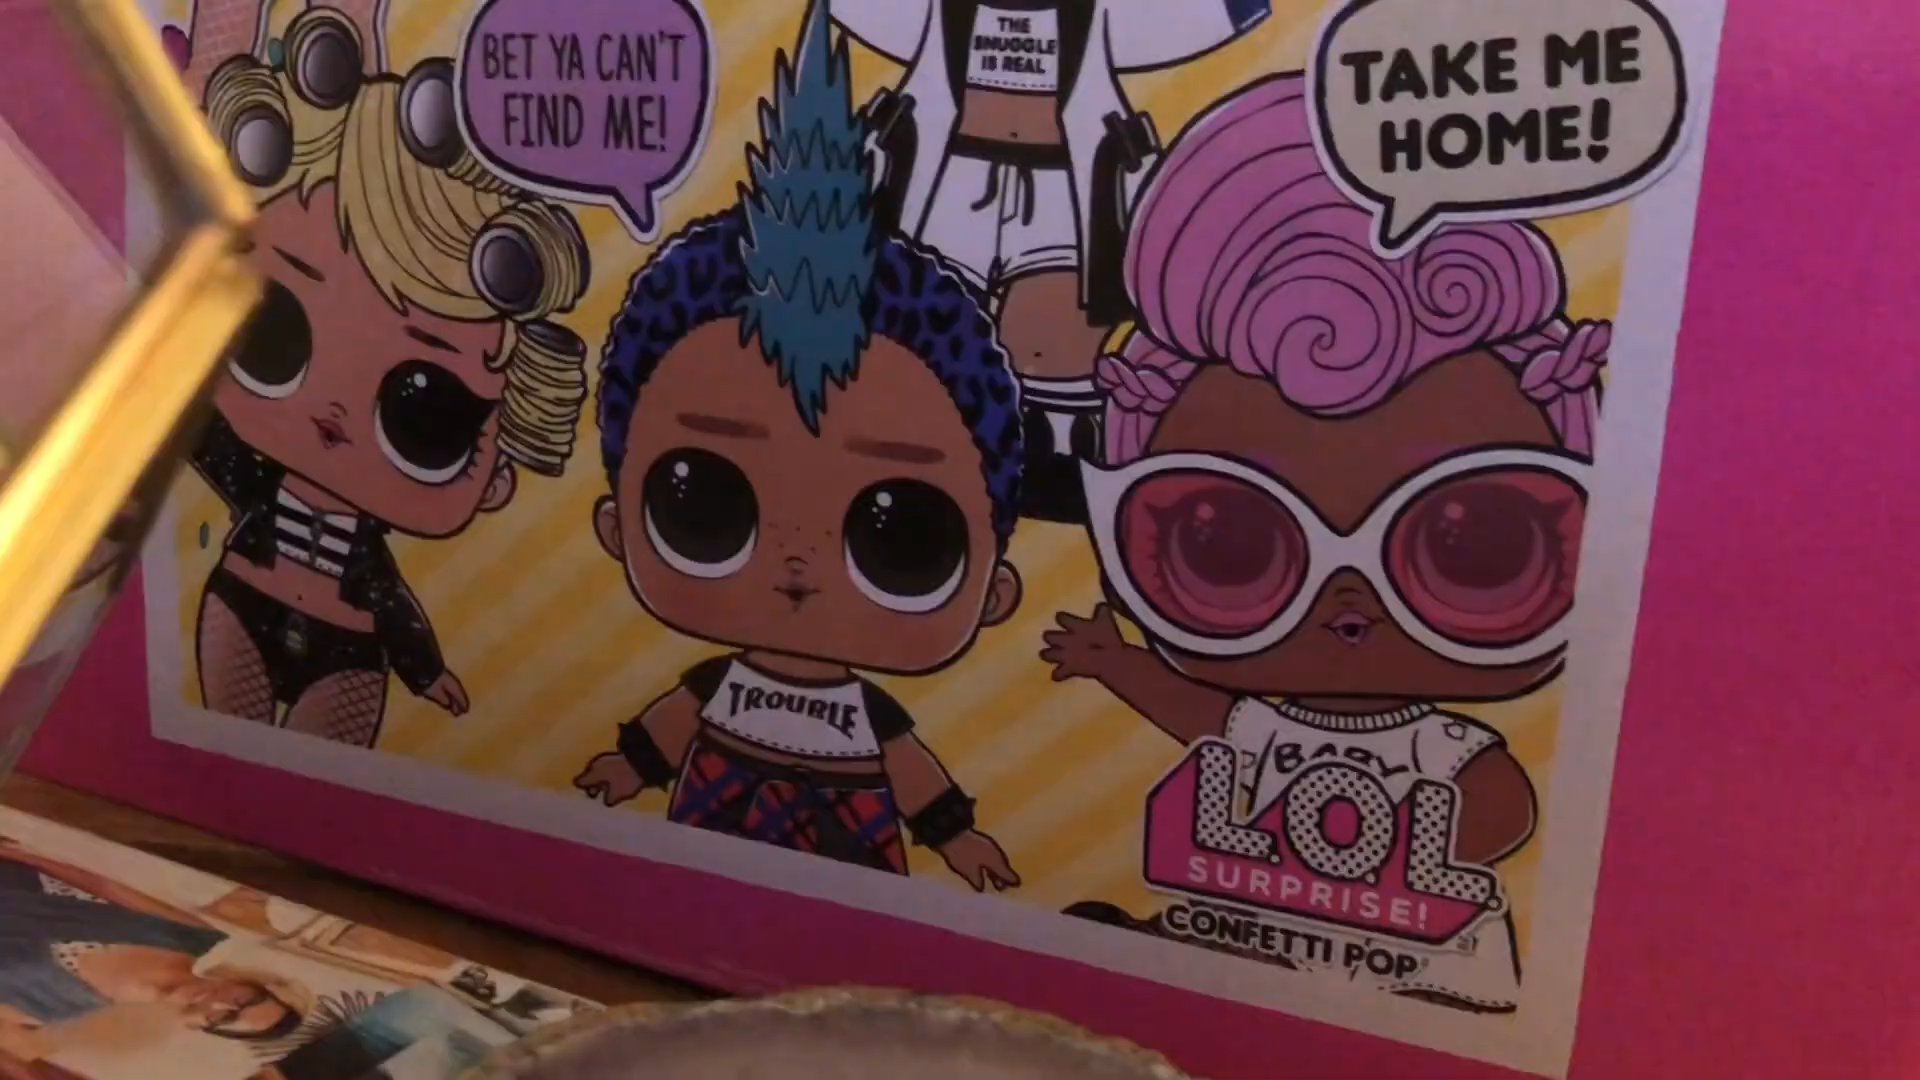 BET YA CAN'T
FIND ME!
THE
SNUGGLE
IS REAL
TAKE ME
HOME!
TROUBLE
BABY
L.O.L.
SURPRISE!
CONFETTI POP